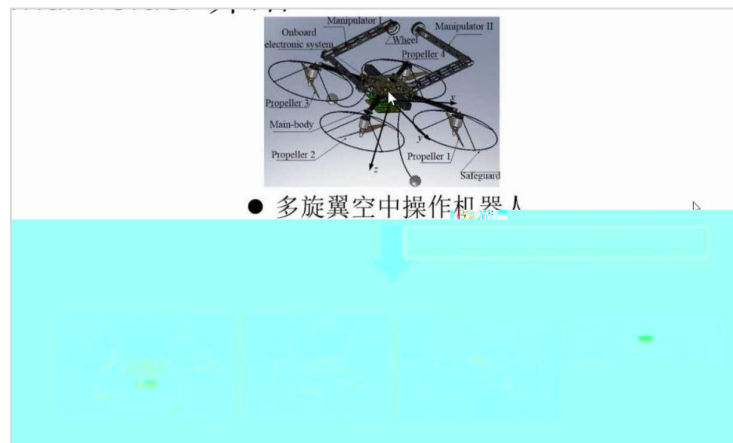 Manipulator I
Manipulator II
Onboard
electronic system
Wheel
Propeller 4
Propeller 3
x
Main-body
y
Propeller 2
Propeller 1
z
Safeguard
● 多旋翼空中操作机器人